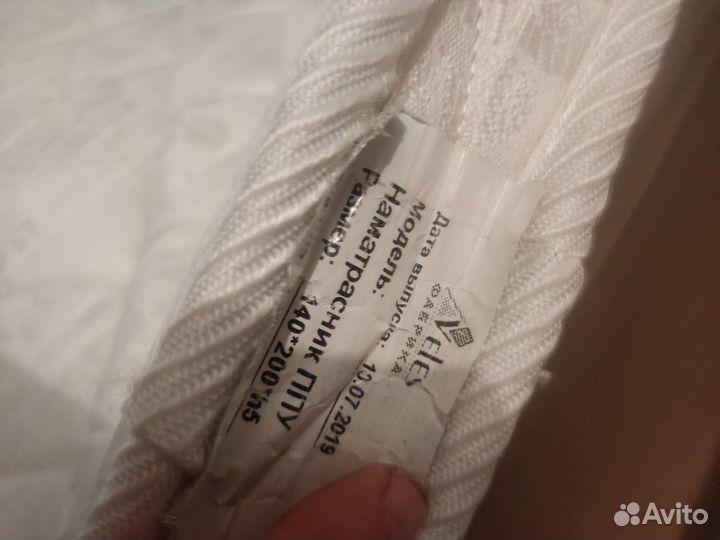 Veles
ФАБРИКА
Дата выпуска: 10.07.2019
Модель:
Наматрасник ППУ
Размер: 140*200*h5
Avito